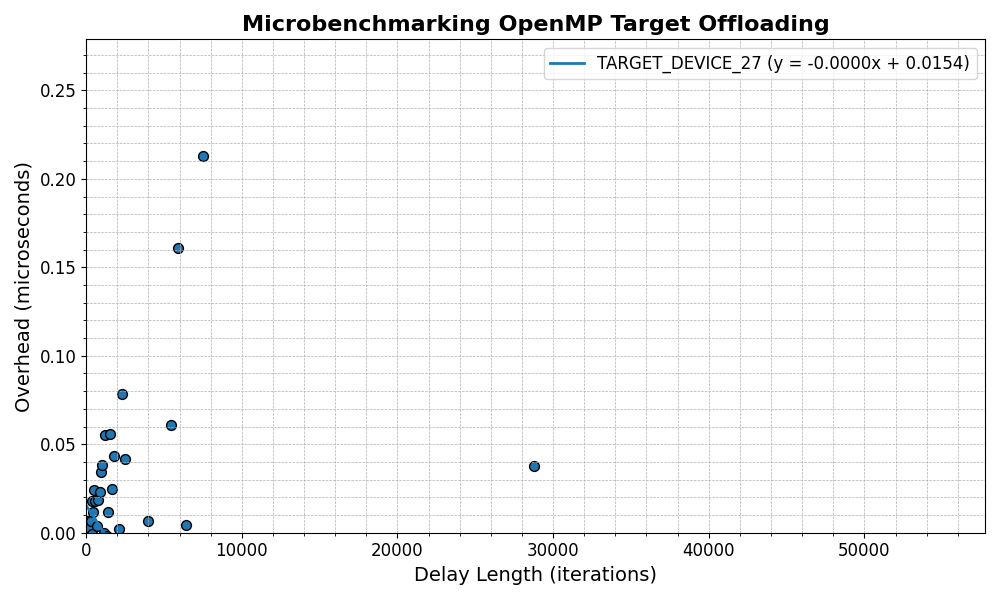 Microbenchmarking OpenMP Target Offloading
TARGET_DEVICE_27 (y = -0.0000x + 0.0154)
Overhead (microseconds)
0.25
0.20
0.15
0.10
0.05
0.00
0 10000 20000 30000 40000 50000
Delay Length (iterations)